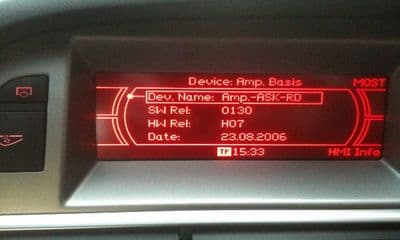 Device: Amp. Basis MOST
Dev. Name: Amp.-ASK-RD
SW Rel: 0130
HW Rel: H07
Date: 23.08.2006
TP 15:33 HMI Info